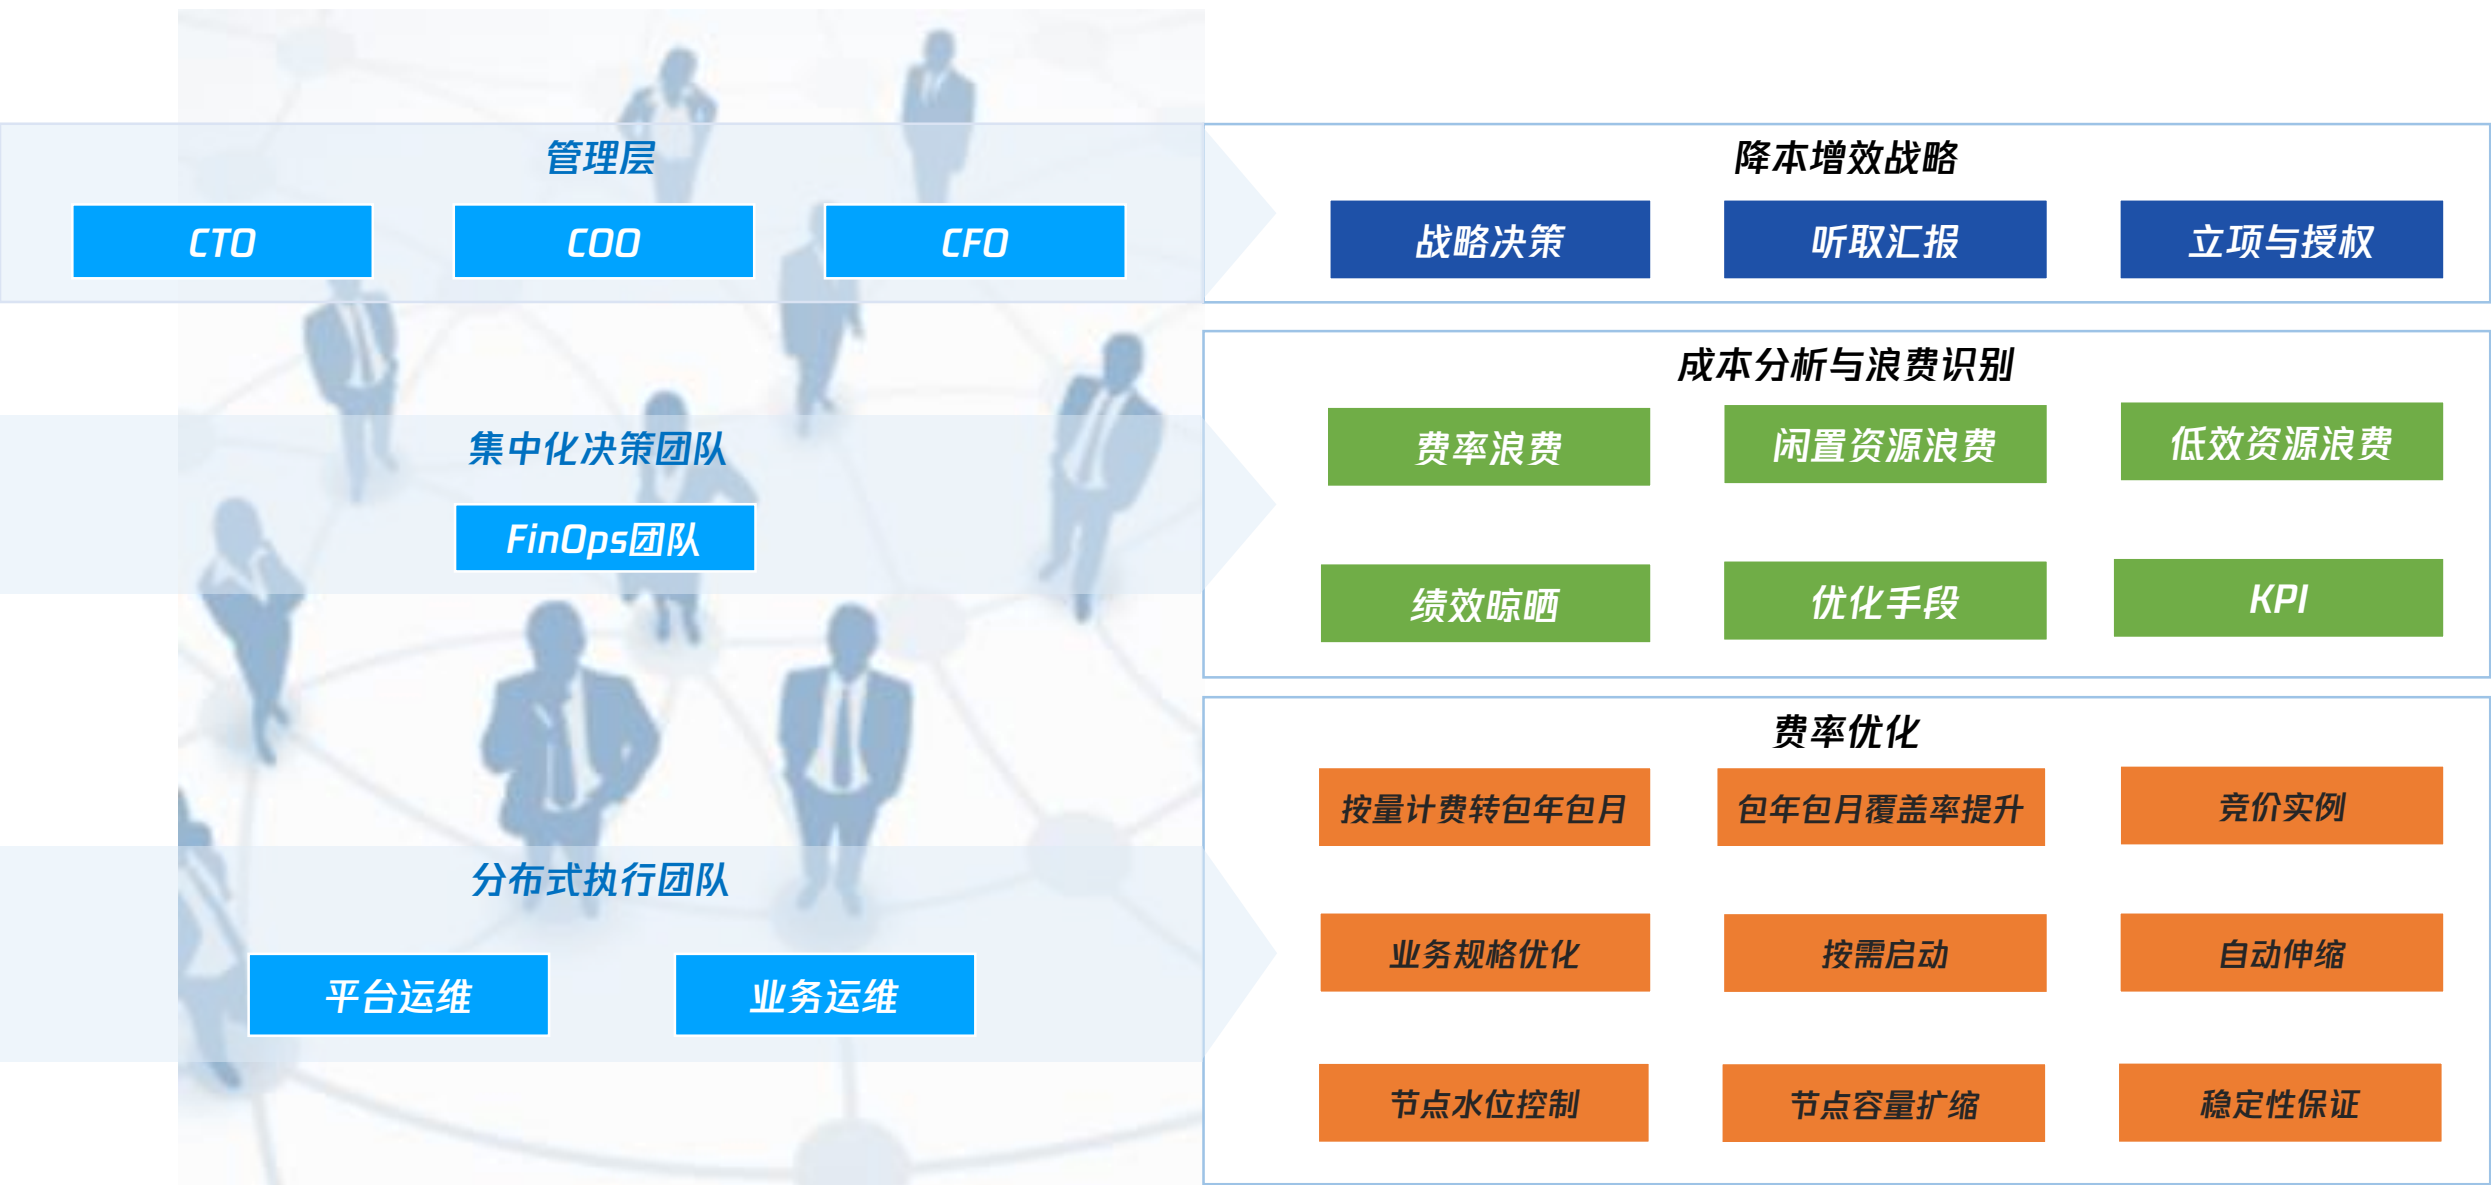 管理层
CTO
COO
CFO
降本增效战略
战略决策
听取汇报
立项与授权
集中化决策团队
FinOps团队
成本分析与浪费识别
费率浪费
闲置资源浪费
低效资源浪费
绩效晾晒
优化手段
KPI
分布式执行团队
平台运维
业务运维
费率优化
按量计费转包年包月
包年包月覆盖率提升
竞价实例
业务规格优化
按需启动
自动伸缩
节点水位控制
节点容量扩缩
稳定性保证